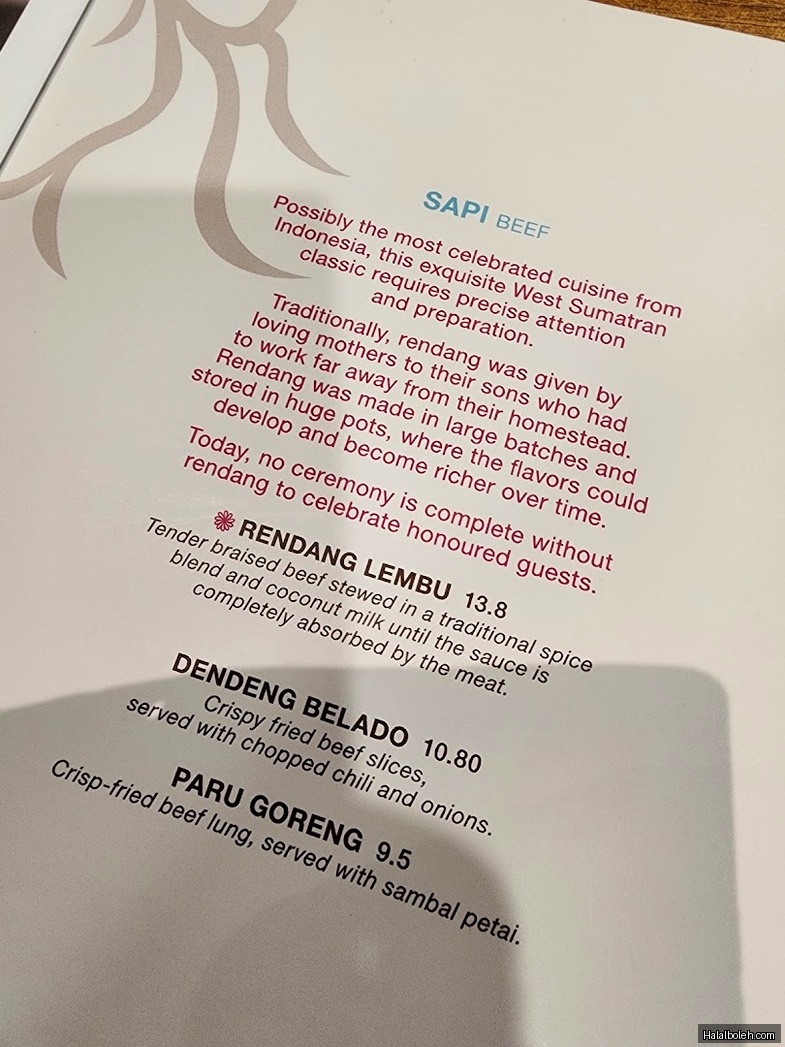 SAPI BEEF
Possibly the most celebrated cuisine from
Indonesia, this exquisite West Sumatran
classic requires precise attention
and preparation.
Traditionally, rendang was given by
loving mothers to their sons who had
to work far away from their homestead.
Rendang was made in large batches and
stored in huge pots, where the flavors could
develop and become richer over time.
Today, no ceremony is complete without
rendang to celebrate honoured guests.
RENDANG LEMBU 13.8
Tender braised beef stewed in a traditional spice
blend and coconut milk until the sauce is
completely absorbed by the meat.
DENDENG BELADO 10.80
Crispy fried beef slices,
served with chopped chili and onions.
PARU GORENG 9.5
Crisp-fried beef lung, served with sambal petai.
Halalboleh.com